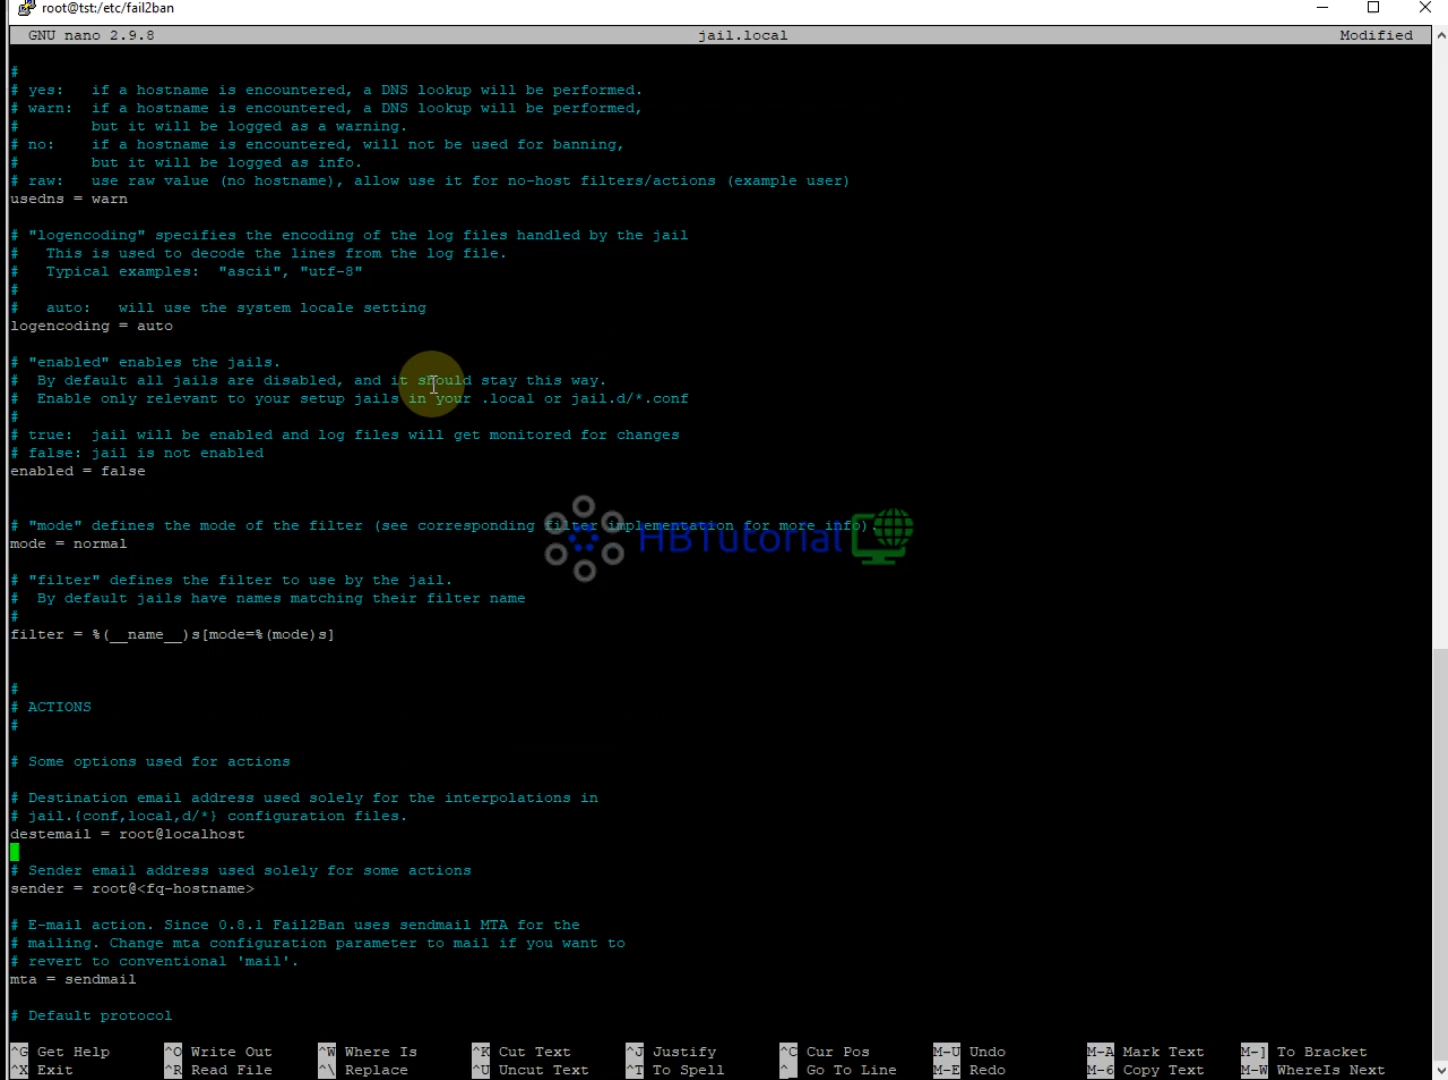 root@tst:/etc/fail2ban
GNU nano 2.9.8 jail.local Modified
#
# yes: if a hostname is encountered, a DNS lookup will be performed.
# warn: if a hostname is encountered, a DNS lookup will be performed,
# but it will be logged as a warning.
# no: if a hostname is encountered, will not be used for banning,
# but it will be logged as info.
# raw: use raw value (no hostname), allow use it for no-host filters/actions (example user)
usedns = warn
# "logencoding" specifies the encoding of the log files handled by the jail
# This is used to decode the lines from the log file.
# Typical examples: "ascii", "utf-8"
#
# auto: will use the system locale setting
logencoding = auto
# "enabled" enables the jails.
# By default all jails are disabled, and it should stay this way.
# Enable only relevant to your setup jails in your .local or jail.d/*.conf
#
# true: jail will be enabled and log files will get monitored for changes
# false: jail is not enabled
enabled = false
# "mode" defines the mode of the filter (see corresponding filter implementation for more info).
mode = normal
HBTutorial
# "filter" defines the filter to use by the jail.
# By default jails have names matching their filter name
#
filter = %(__name__)s[mode=%(mode)s]
#
# ACTIONS
#
# Some options used for actions
# Destination email address used solely for the interpolations in
# jail.{conf,local,d/*} configuration files.
destemail = root@localhost
# Sender email address used solely for some actions
sender = root@<fq-hostname>
# E-mail action. Since 0.8.1 Fail2Ban uses sendmail MTA for the
# mailing. Change mta configuration parameter to mail if you want to
# revert to conventional 'mail'.
mta = sendmail
# Default protocol
^G Get Help ^O Write Out ^W Where Is ^K Cut Text ^J Justify ^C Cur Pos M-U Undo M-A Mark Text M-] To Bracket
^X Exit ^R Read File ^\ Replace ^U Uncut Text ^T To Spell ^_ Go To Line M-E Redo M-6 Copy Text M-W WhereIs Next